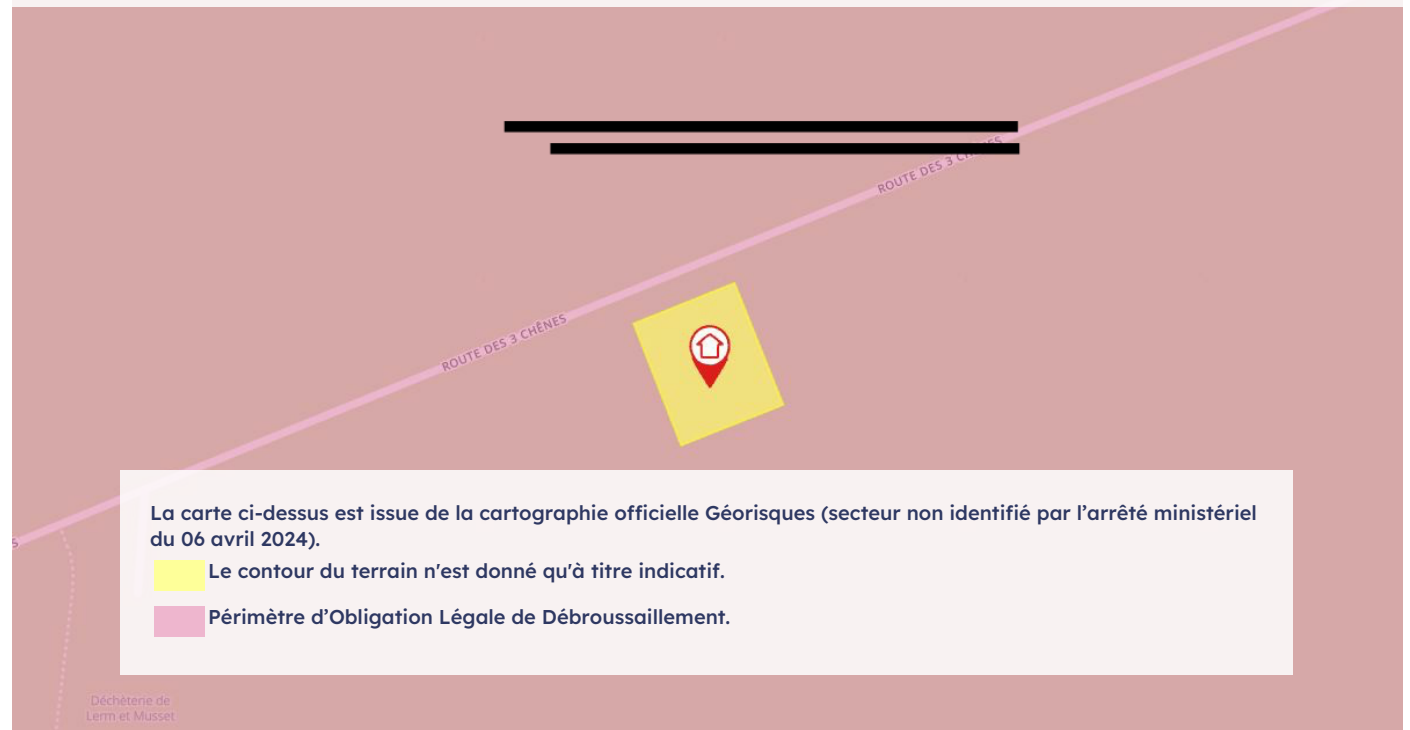 ROUTE DES 3 CHÊNES
ROUTE DES 3 CHÊNES
La carte ci-dessus est issue de la cartographie officielle Géorisques (secteur non identifié par l’arrêté ministériel
du 06 avril 2024).
Le contour du terrain n'est donné qu'à titre indicatif.
Périmètre d’Obligation Légale de Débroussaillement.
Déchèterie de
Lerm et Musset